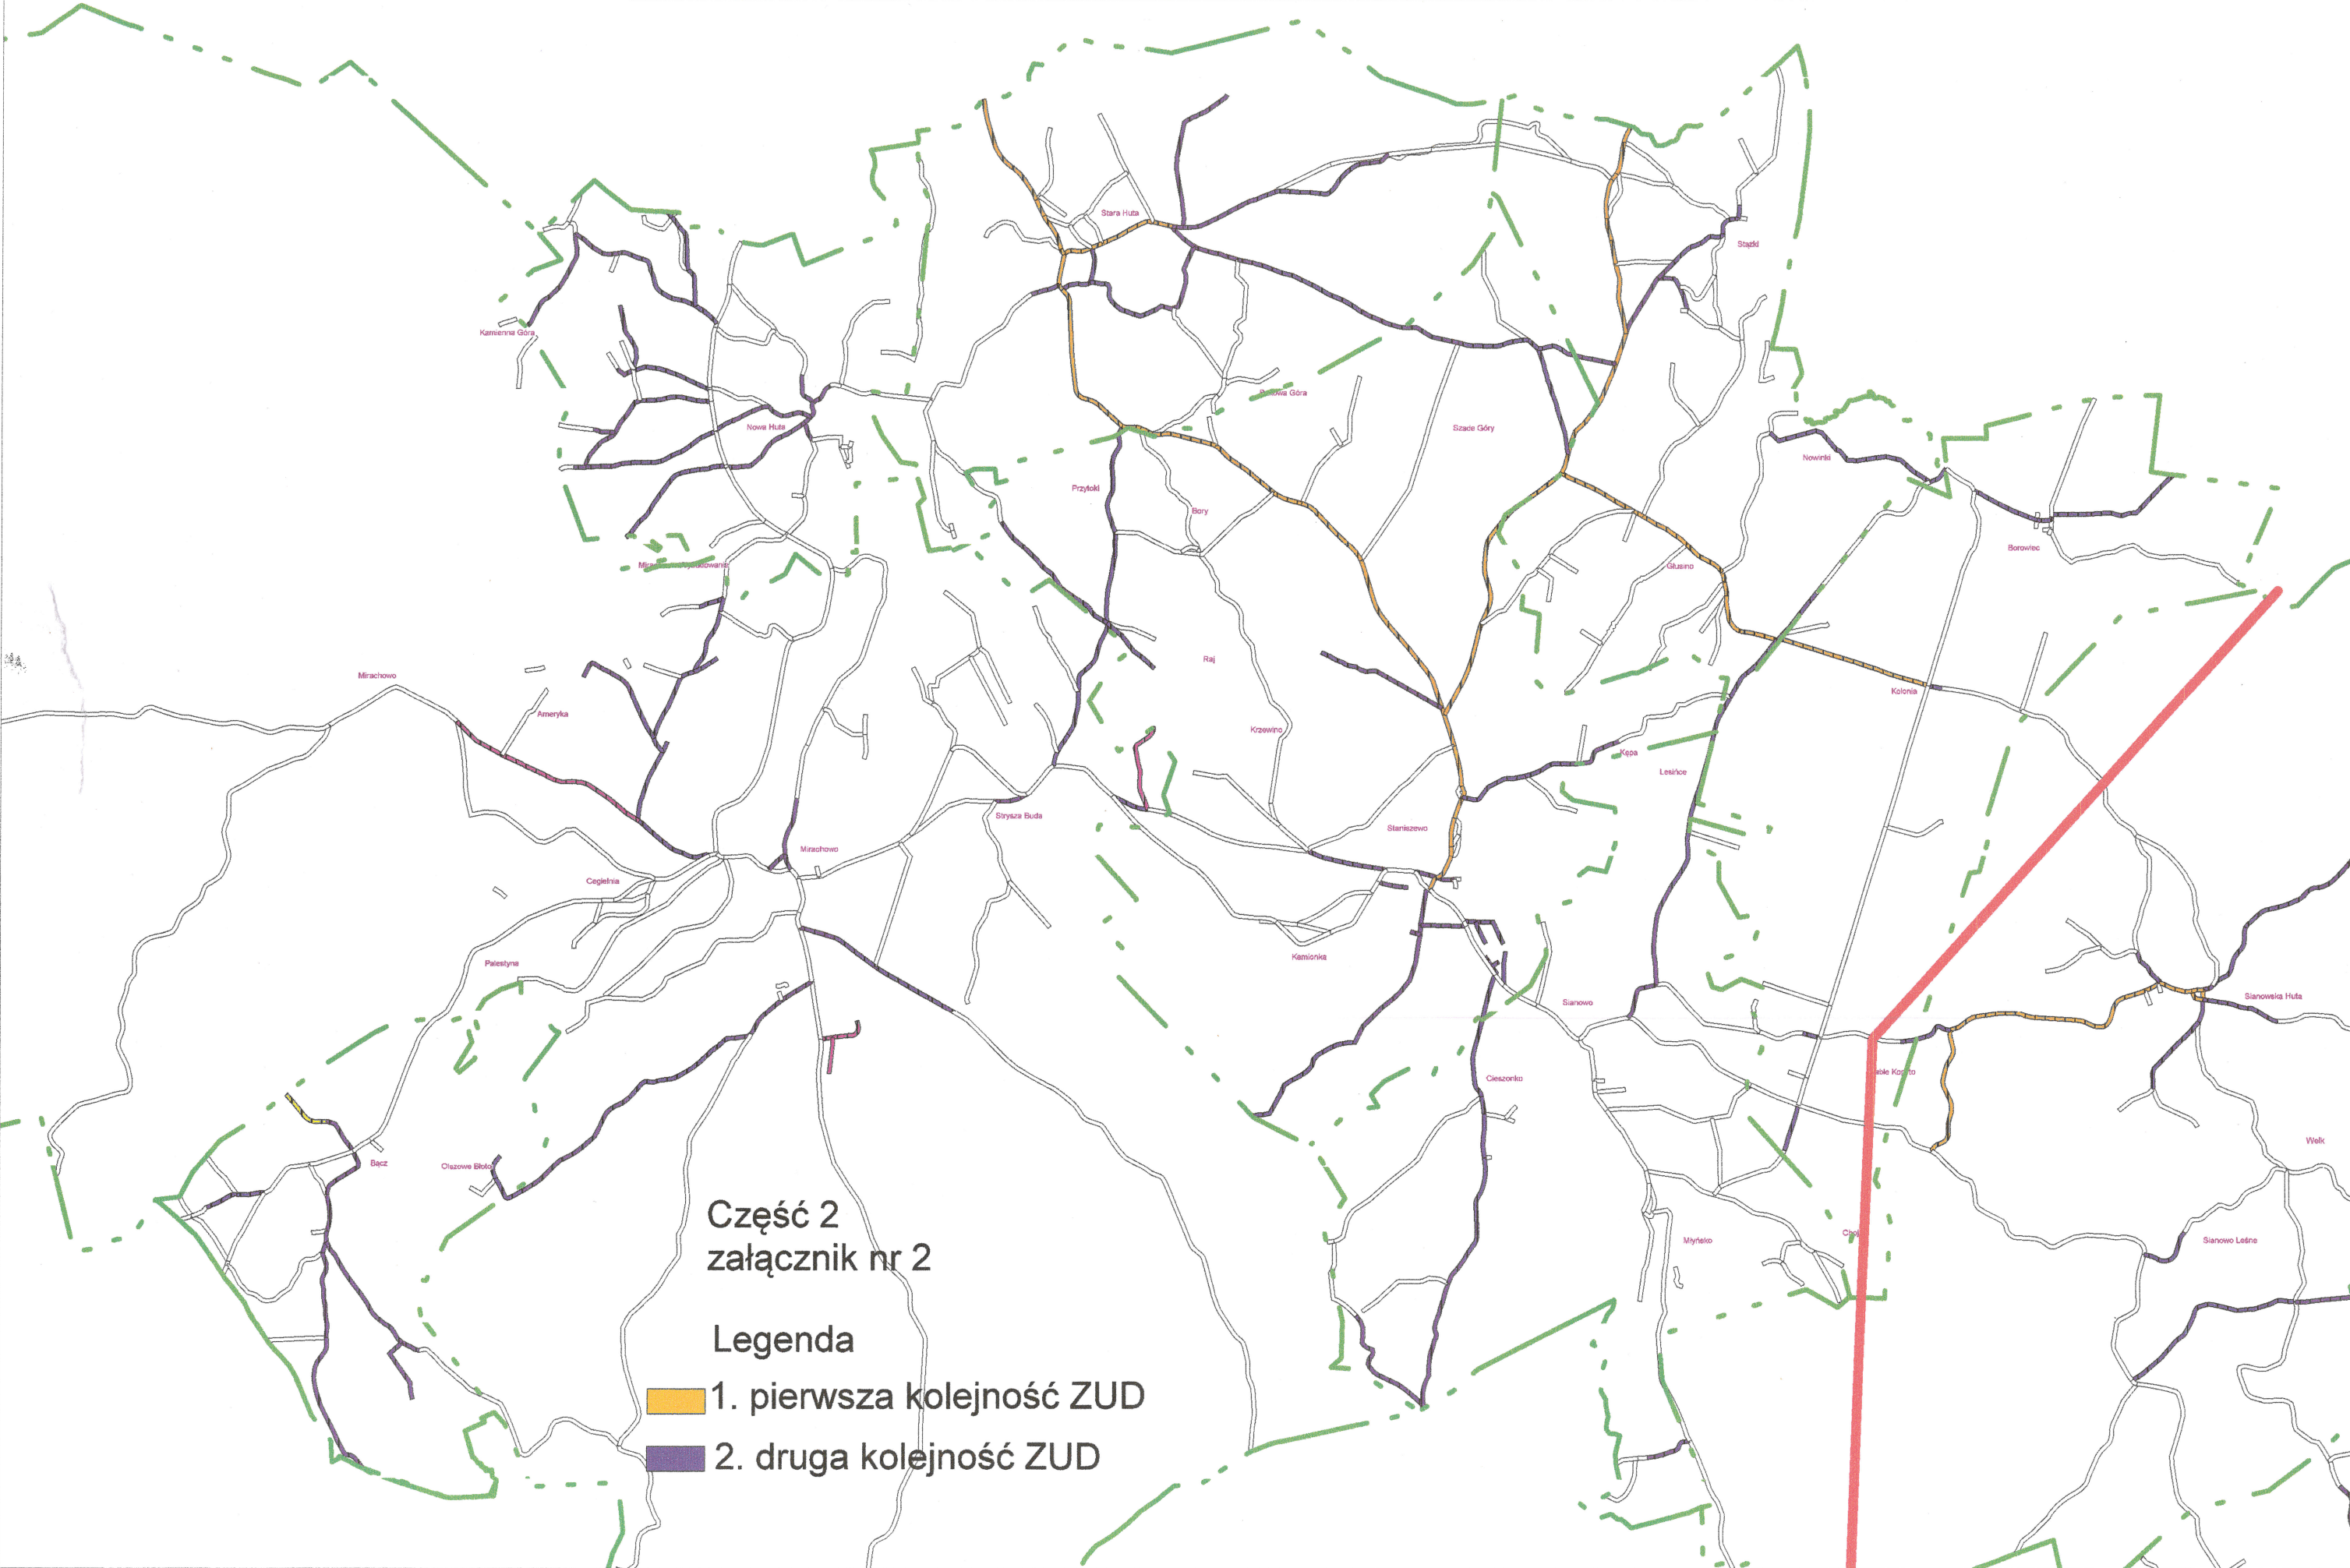 Stara Huta
Stążki
Kamienna Góra
Nowa Huta
Szade Góry
Nowinki
Przytoki
Bory
Borowiec
Głusino
Raj
Mirachowo
Ameryka
Kolonia
Krzewino
Kępa
Lesińce
Strysza Buda
Staniszewo
Mirachowo
Cegielnia
Kamionka
Palestyna
Sianowo
Sianowska Huta
Cieszonko
Bącz
Olszowe Błoto
Welk
Młyńsko
Sianowo Leśne
Część 2
załącznik nr 2
Legenda
1. pierwsza kolejność ZUD
2. druga kolejność ZUD